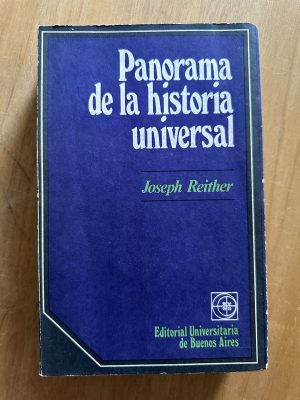 Panorama
de la historia
universal
Joseph Reither
Editorial Universitaria
de Buenos Aires